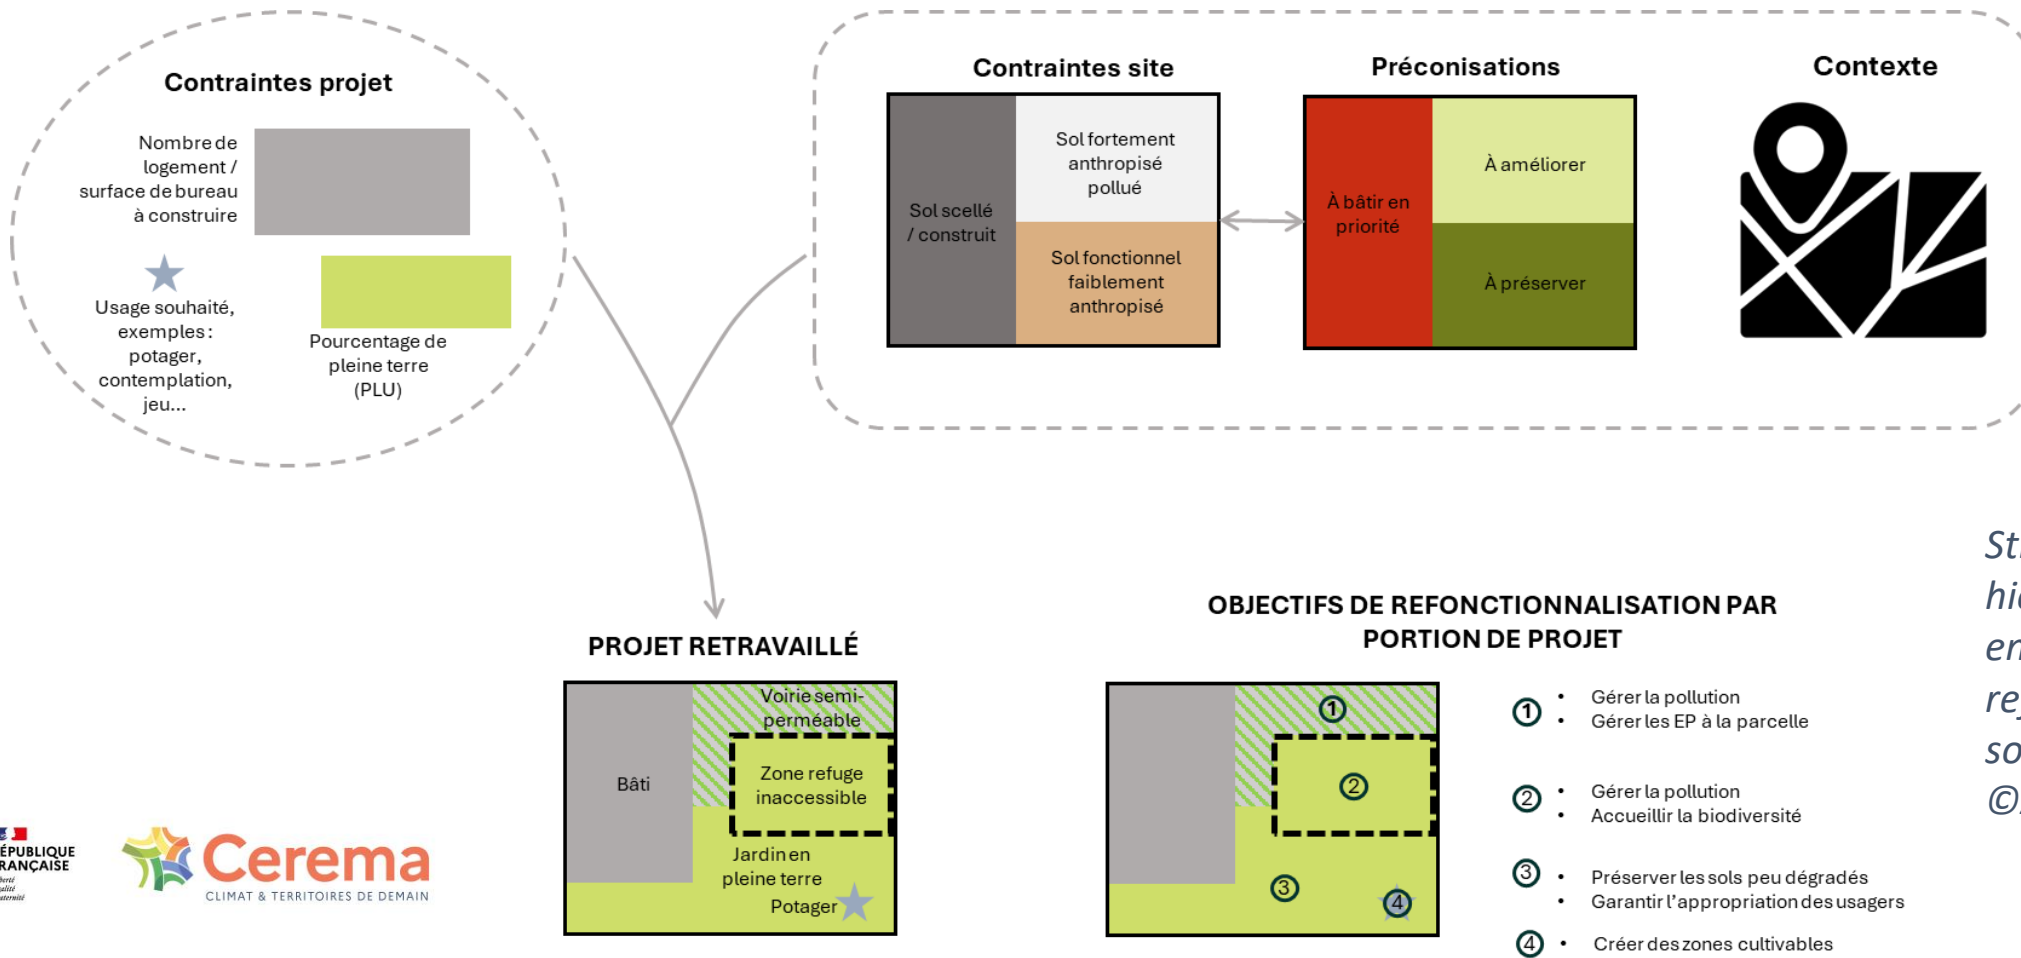 Contraintes projet
Nombre de
logement /
surface de bureau
à construire
Usage souhaité,
exemples :
potager,
contemplation,
jeu...
Pourcentage de
pleine terre
(PLU)
Contraintes site
Sol scellé
/ construit
Sol fortement
anthropisé
pollué
Sol fonctionnel
faiblement
anthropisé
Préconisations
À bâtir en
priorité
À améliorer
À préserver
Contexte
PROJET RETRAVAILLÉ
Voirie semi-
perméable
Bâti
Zone refuge
inaccessible
Jardin en
pleine terre
Potager
OBJECTIFS DE REFONCTIONNALISATION PAR
PORTION DE PROJET
1
2
3
4
1 • Gérer la pollution
• Gérer les EP à la parcelle
2 • Gérer la pollution
• Accueillir la biodiversité
3 • Préserver les sols peu dégradés
• Garantir l'appropriation des usagers
4 • Créer des zones cultivables
Cerema
CLIMAT & TERRITOIRES DE DEMAIN